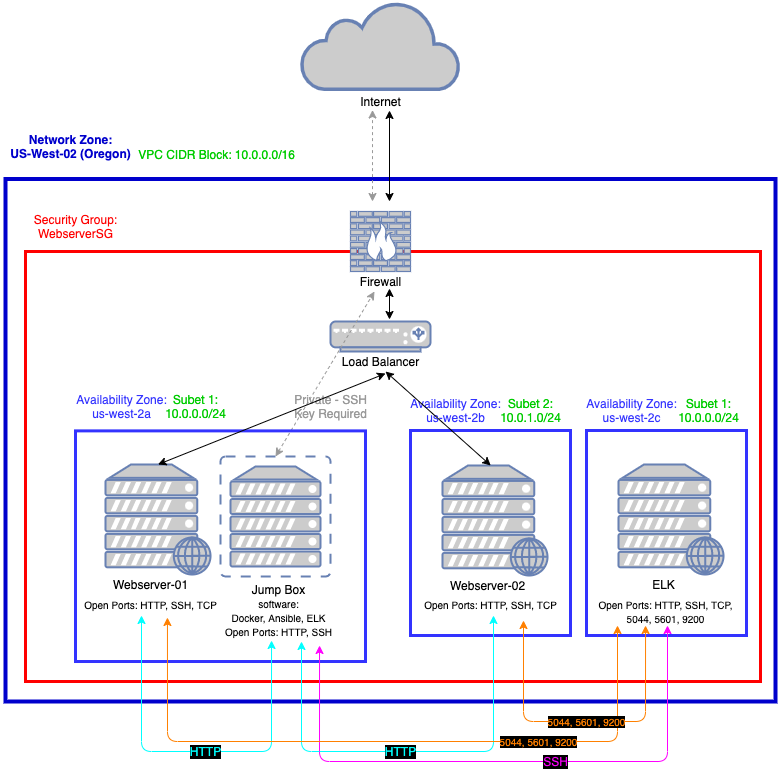 Internet
Network Zone:
US-West-02 (Oregon)
VPC CIDR Block: 10.0.0.0/16
Security Group:
WebserverSG
Firewall
Load Balancer
Availability Zone:
us-west-2a
Subet 1:
10.0.0.0/24
Private - SSH
Key Required
Availability Zone:
us-west-2b
Subet 2:
10.0.1.0/24
Availability Zone:
us-west-2c
Subet 1:
10.0.0.0/24
Webserver-01
Open Ports: HTTP, SSH, TCP
Jump Box
software:
Docker, Ansible, ELK
Open Ports: HTTP, SSH
Webserver-02
Open Ports: HTTP, SSH, TCP
ELK
Open Ports: HTTP, SSH, TCP,
5044, 5601, 9200
5044, 5601, 9200
5044, 5601, 9200
HTTP
HTTP
SSH